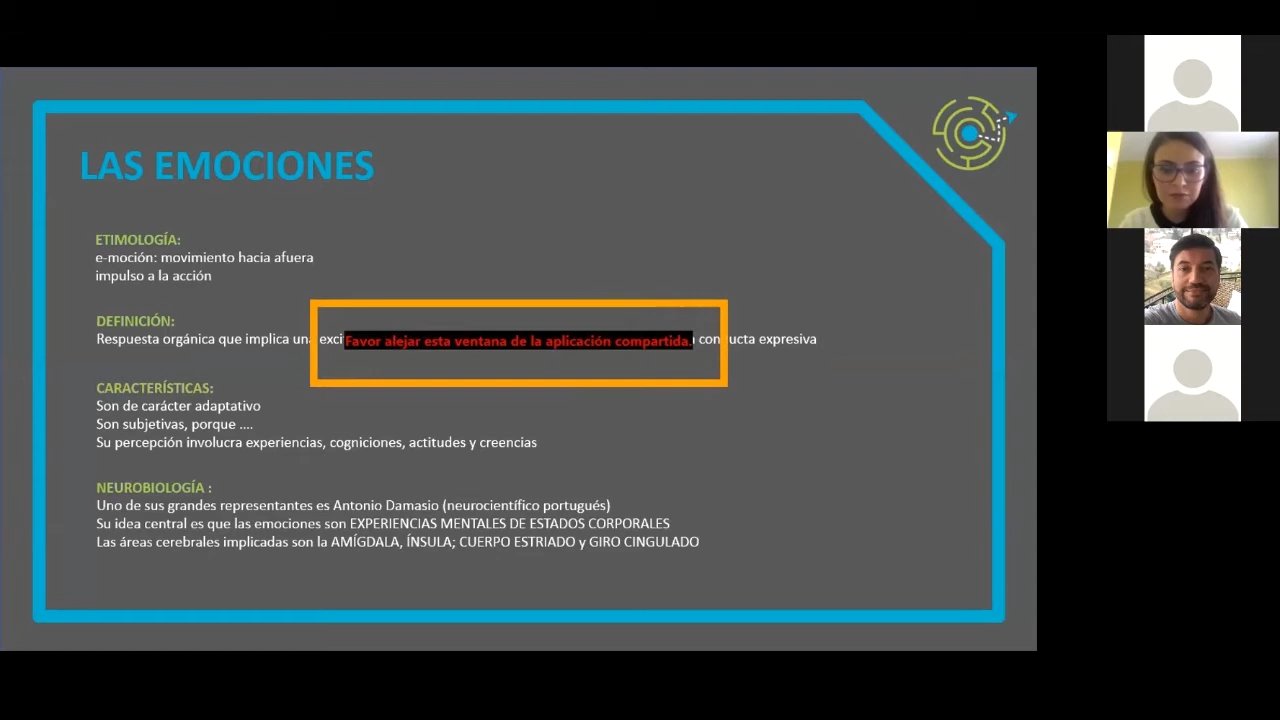 LAS EMOCIONES
ETIMOLOGÍA:
e-moción: movimiento hacia afuera
impulso a la acción
DEFINICIÓN:
Respuesta orgánica que implica una Favor alejar esta ventana de la aplicación compartida. conducta expresiva
CARACTERÍSTICAS:
Son de carácter adaptativo
Son subjetivas, porque ....
Su percepción involucra experiencias, cogniciones, actitudes y creencias
NEUROBIOLOGÍA :
Uno de sus grandes representantes es Antonio Damasio (neurocientífico portugués)
Su idea central es que las emociones son EXPERIENCIAS MENTALES DE ESTADOS CORPORALES
Las áreas cerebrales implicadas son la AMÍGDALA, ÍNSULA; CUERPO ESTRIADO y GIRO CINGULADO